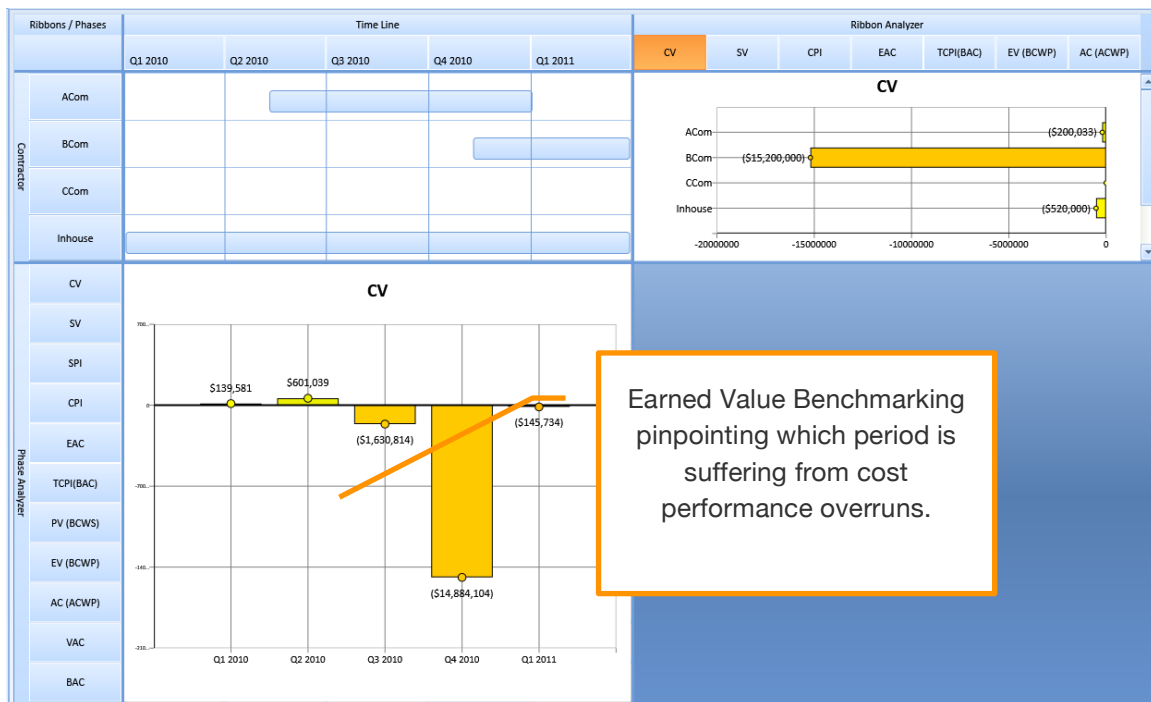 Ribbons / Phases
Time Line
Ribbon Analyzer
Q1 2010
Q2 2010
Q3 2010
Q4 2010
Q1 2011
CV
SV
CPI
EAC
TCPI(BAC)
EV (BCWP)
AC (ACWP)
Contractor
ACom
BCom
CCom
Inhouse
CV
ACom
BCom
CCom
Inhouse
($200,033)
($15,200,000)
($520,000)
-20000000
-15000000
-10000000
-5000000
0
Phase Analyzer
CV
SV
SPI
CPI
EAC
TCPI(BAC)
PV (BCWS)
EV (BCWP)
AC (ACWP)
VAC
BAC
CV
0
$139,581
$601,039
($1,630,814)
($14,884,104)
($145,734)
Q1 2010
Q2 2010
Q3 2010
Q4 2010
Q1 2011
Earned Value Benchmarking
pinpointing which period is
suffering from cost
performance overruns.